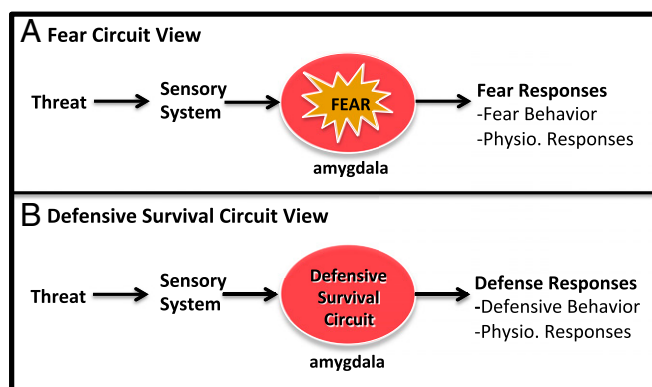 A Fear Circuit View
Threat
Sensory
System
FEAR
amygdala
Fear Responses
-Fear Behavior
-Physio. Responses
B Defensive Survival Circuit View
Threat
Sensory
System
Defensive
Survival
Circuit
amygdala
Defense Responses
-Defensive Behavior
-Physio. Responses